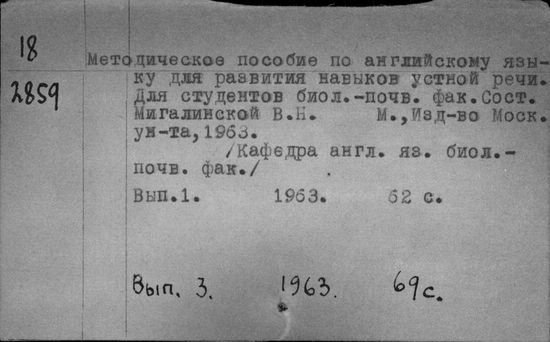 18
2859
Методическое пособие по английскому язы-
ку для развития навыков устной речи.
Для студентов биол.-почв. фак.Сост.
Мигалинской В.Н. М.,Изд-во Моск.
ун-та,1963.
/Кафедра англ. яз. биол.-
почв. фак./
Вып.1. 1963. 62 с.
Вып. 3. 1963. 69с.